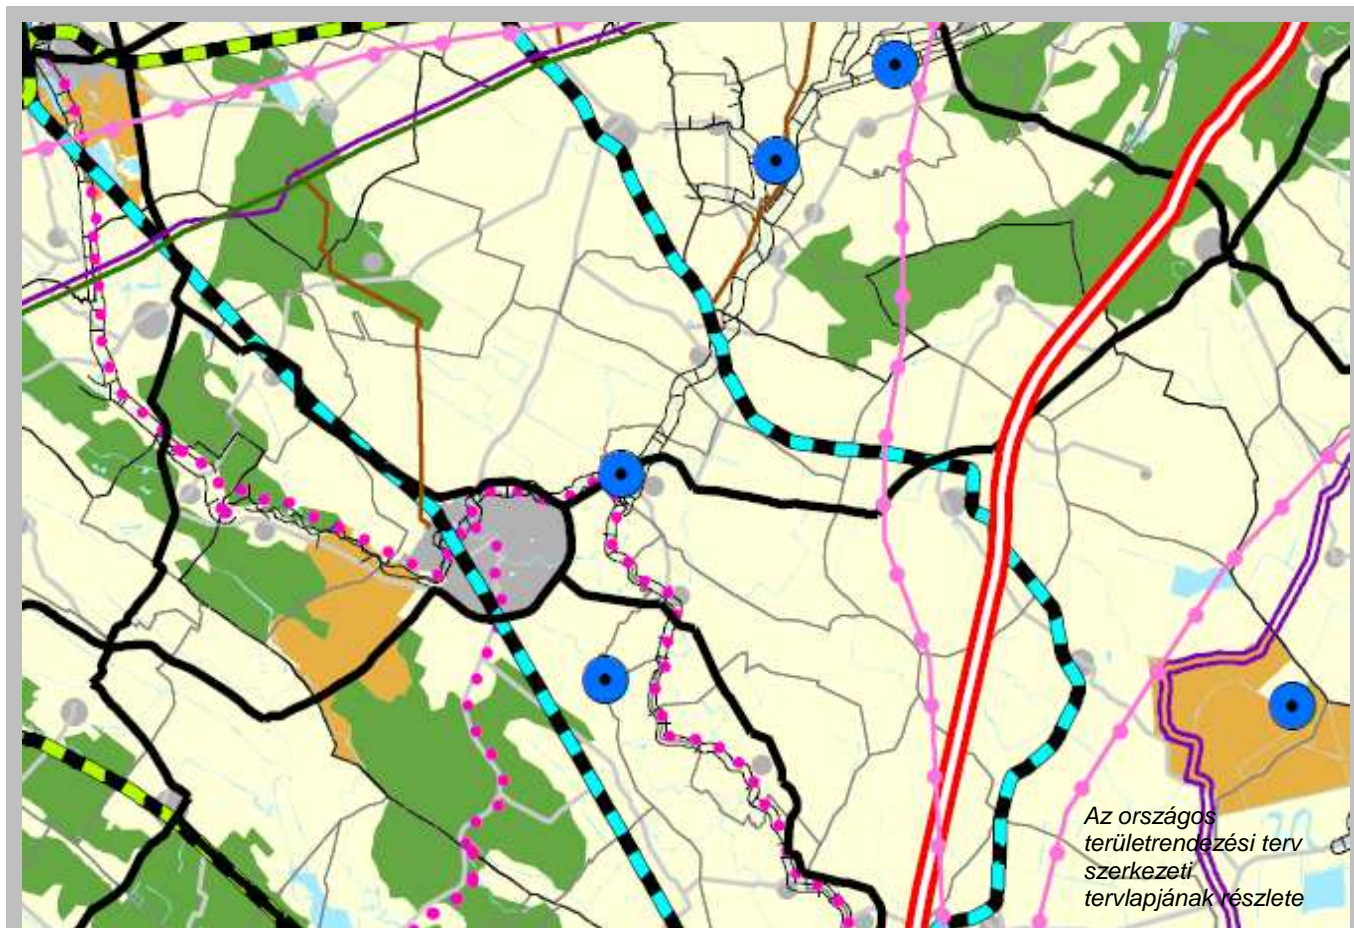 Az országos
területrendezési terv
szerkezeti
tervlapjának részlete